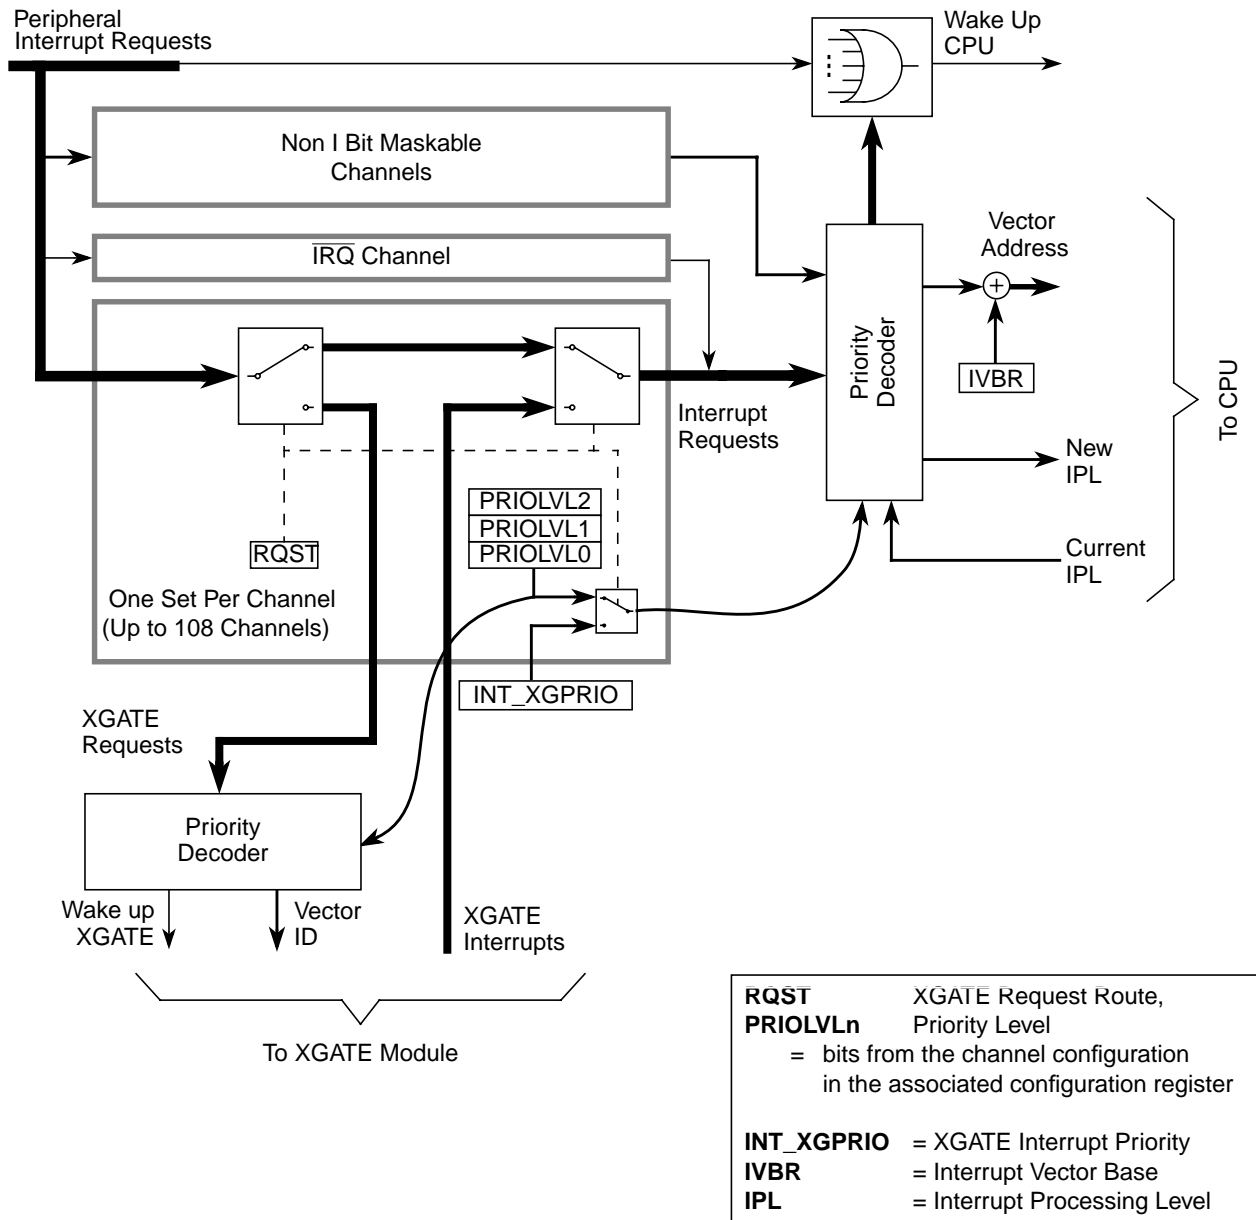 Peripheral
Interrupt Requests
Wake Up
CPU
Non I Bit Maskable
Channels
IRQ Channel
Vector
Address
Priority
Decoder
IVBR
To CPU
Interrupt
Requests
New
IPL
PRIOLVL2
PRIOLVL1
PRIOLVL0
RQST
Current
IPL
One Set Per Channel
(Up to 108 Channels)
INT_XGPRIO
XGATE
Requests
Priority
Decoder
Wake up
XGATE
Vector
ID
XGATE
Interrupts
To XGATE Module
RQST XGATE Request Route,
PRIOLVLn Priority Level
= bits from the channel configuration
in the associated configuration register
INT_XGPRIO = XGATE Interrupt Priority
IVBR = Interrupt Vector Base
IPL = Interrupt Processing Level